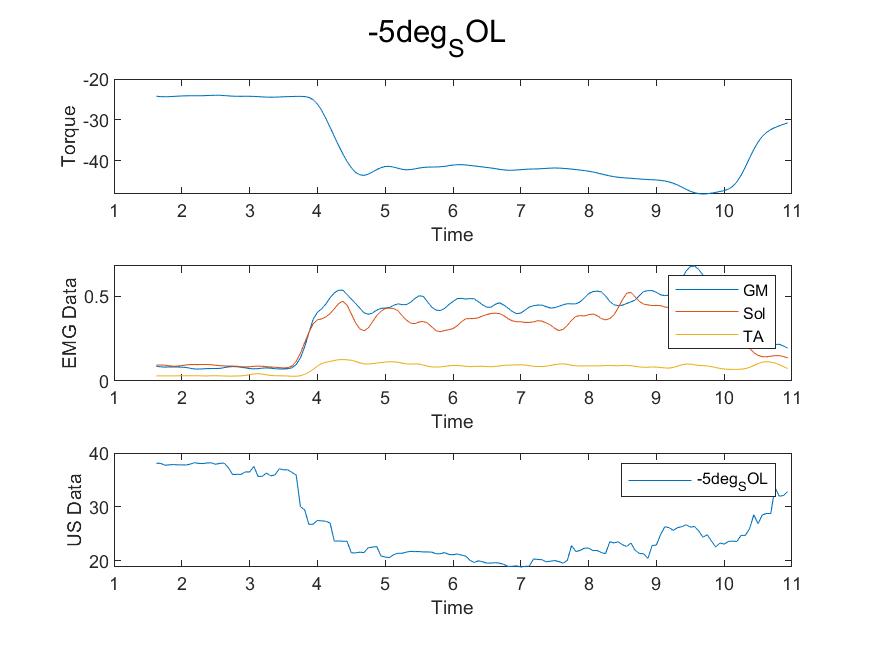 -5deg_SOL
-20
-30
-40
Torque
1 2 3 4 5 6 7 8 9 10 11
Time
0.5
0
EMG Data
GM
Sol
TA
1 2 3 4 5 6 7 8 9 10 11
Time
40
30
20
US Data
-5deg_SOL
1 2 3 4 5 6 7 8 9 10 11
Time